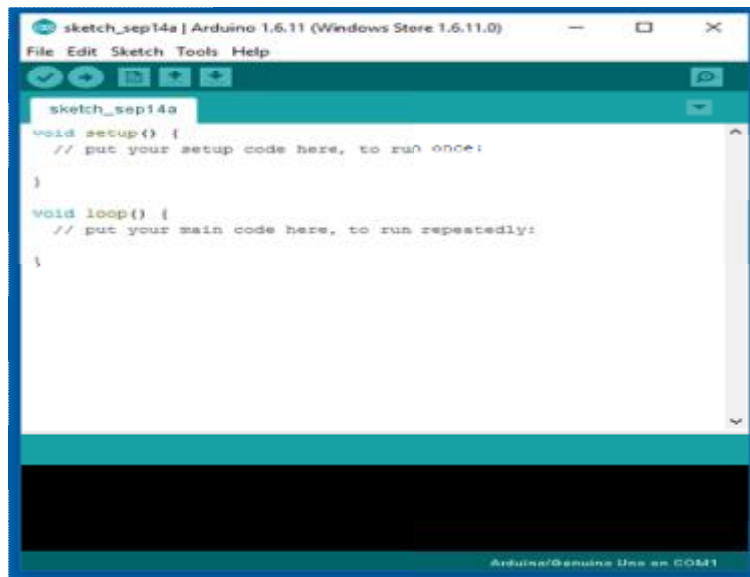 sketch_sep14a | Arduino 1.6.11 (Windows Store 1.6.11.0)
File Edit Sketch Tools Help
sketch_sep14a
void setup() {
// put your setup code here, to run once:
}
void loop() {
// put your main code here, to run repeatedly:
}
Arduino/Genuino Uno on COM1